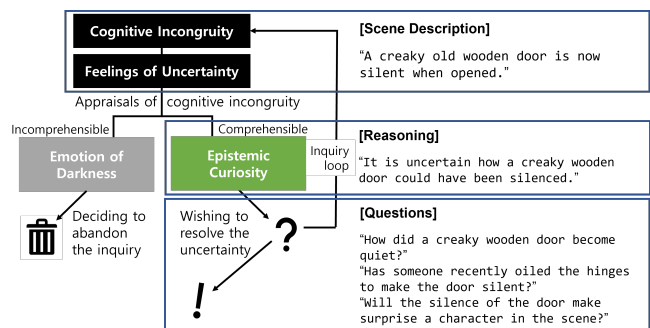 Cognitive Incongruity
Feelings of Uncertainty
[Scene Description]
“A creaky old wooden door is now
silent when opened.”
Appraisals of cognitive incongruity
Incomprehensible
Comprehensible
Emotion of
Darkness
Epistemic
Curiosity
Inquiry
loop
[Reasoning]
“It is uncertain how a creaky wooden
door could have been silenced.”
Deciding to
abandon
the inquiry
Wishing to
resolve the
uncertainty
?
!
[Questions]
“How did a creaky wooden door become
quiet?”
“Has someone recently oiled the hinges
to make the door silent?”
“Will the silence of the door make
surprise a character in the scene?”